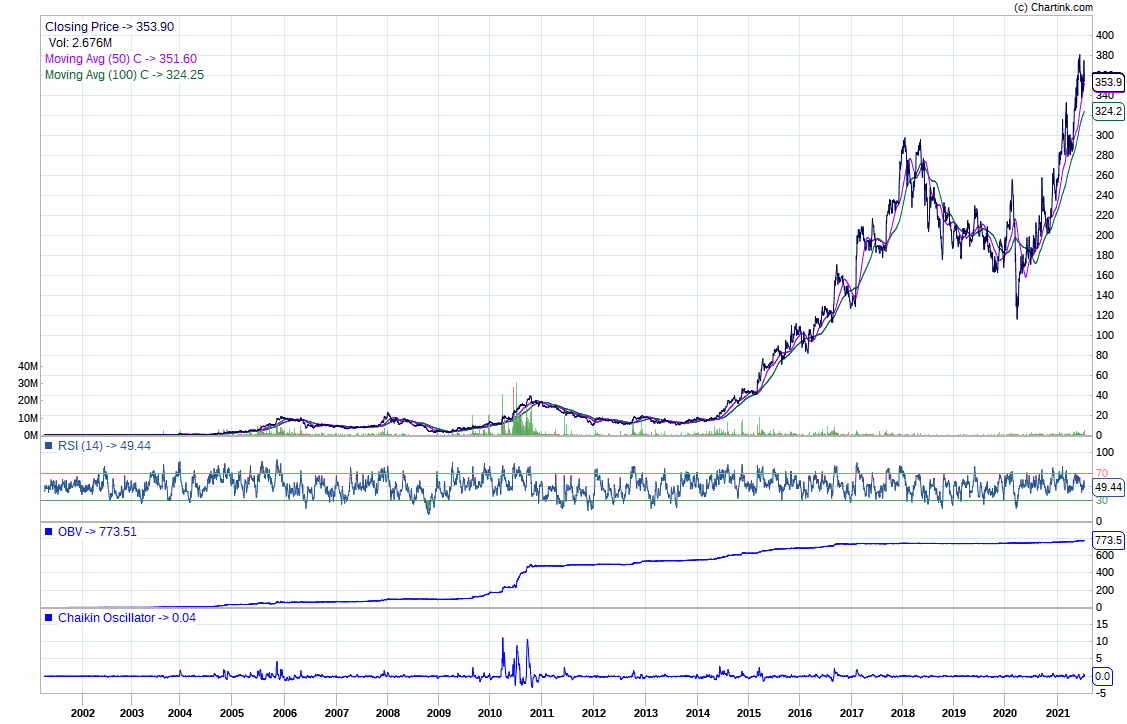 (c) Chartink.com
Closing Price -> 353.90
Vol: 2.676M
Moving Avg (50) C -> 351.60
Moving Avg (100) C -> 324.25
400
380
353.9
340
324.2
300
280
260
240
220
200
180
160
140
120
100
80
60
40
20
0
40M
30M
20M
10M
0M
RSI (14) -> 49.44
100
70
49.44
30
0
OBV -> 773.51
773.5
600
400
200
0
Chaikin Oscillator -> 0.04
15
10
5
0.0
-5
2002 2003 2004 2005 2006 2007 2008 2009 2010 2011 2012 2013 2014 2015 2016 2017 2018 2019 2020 2021